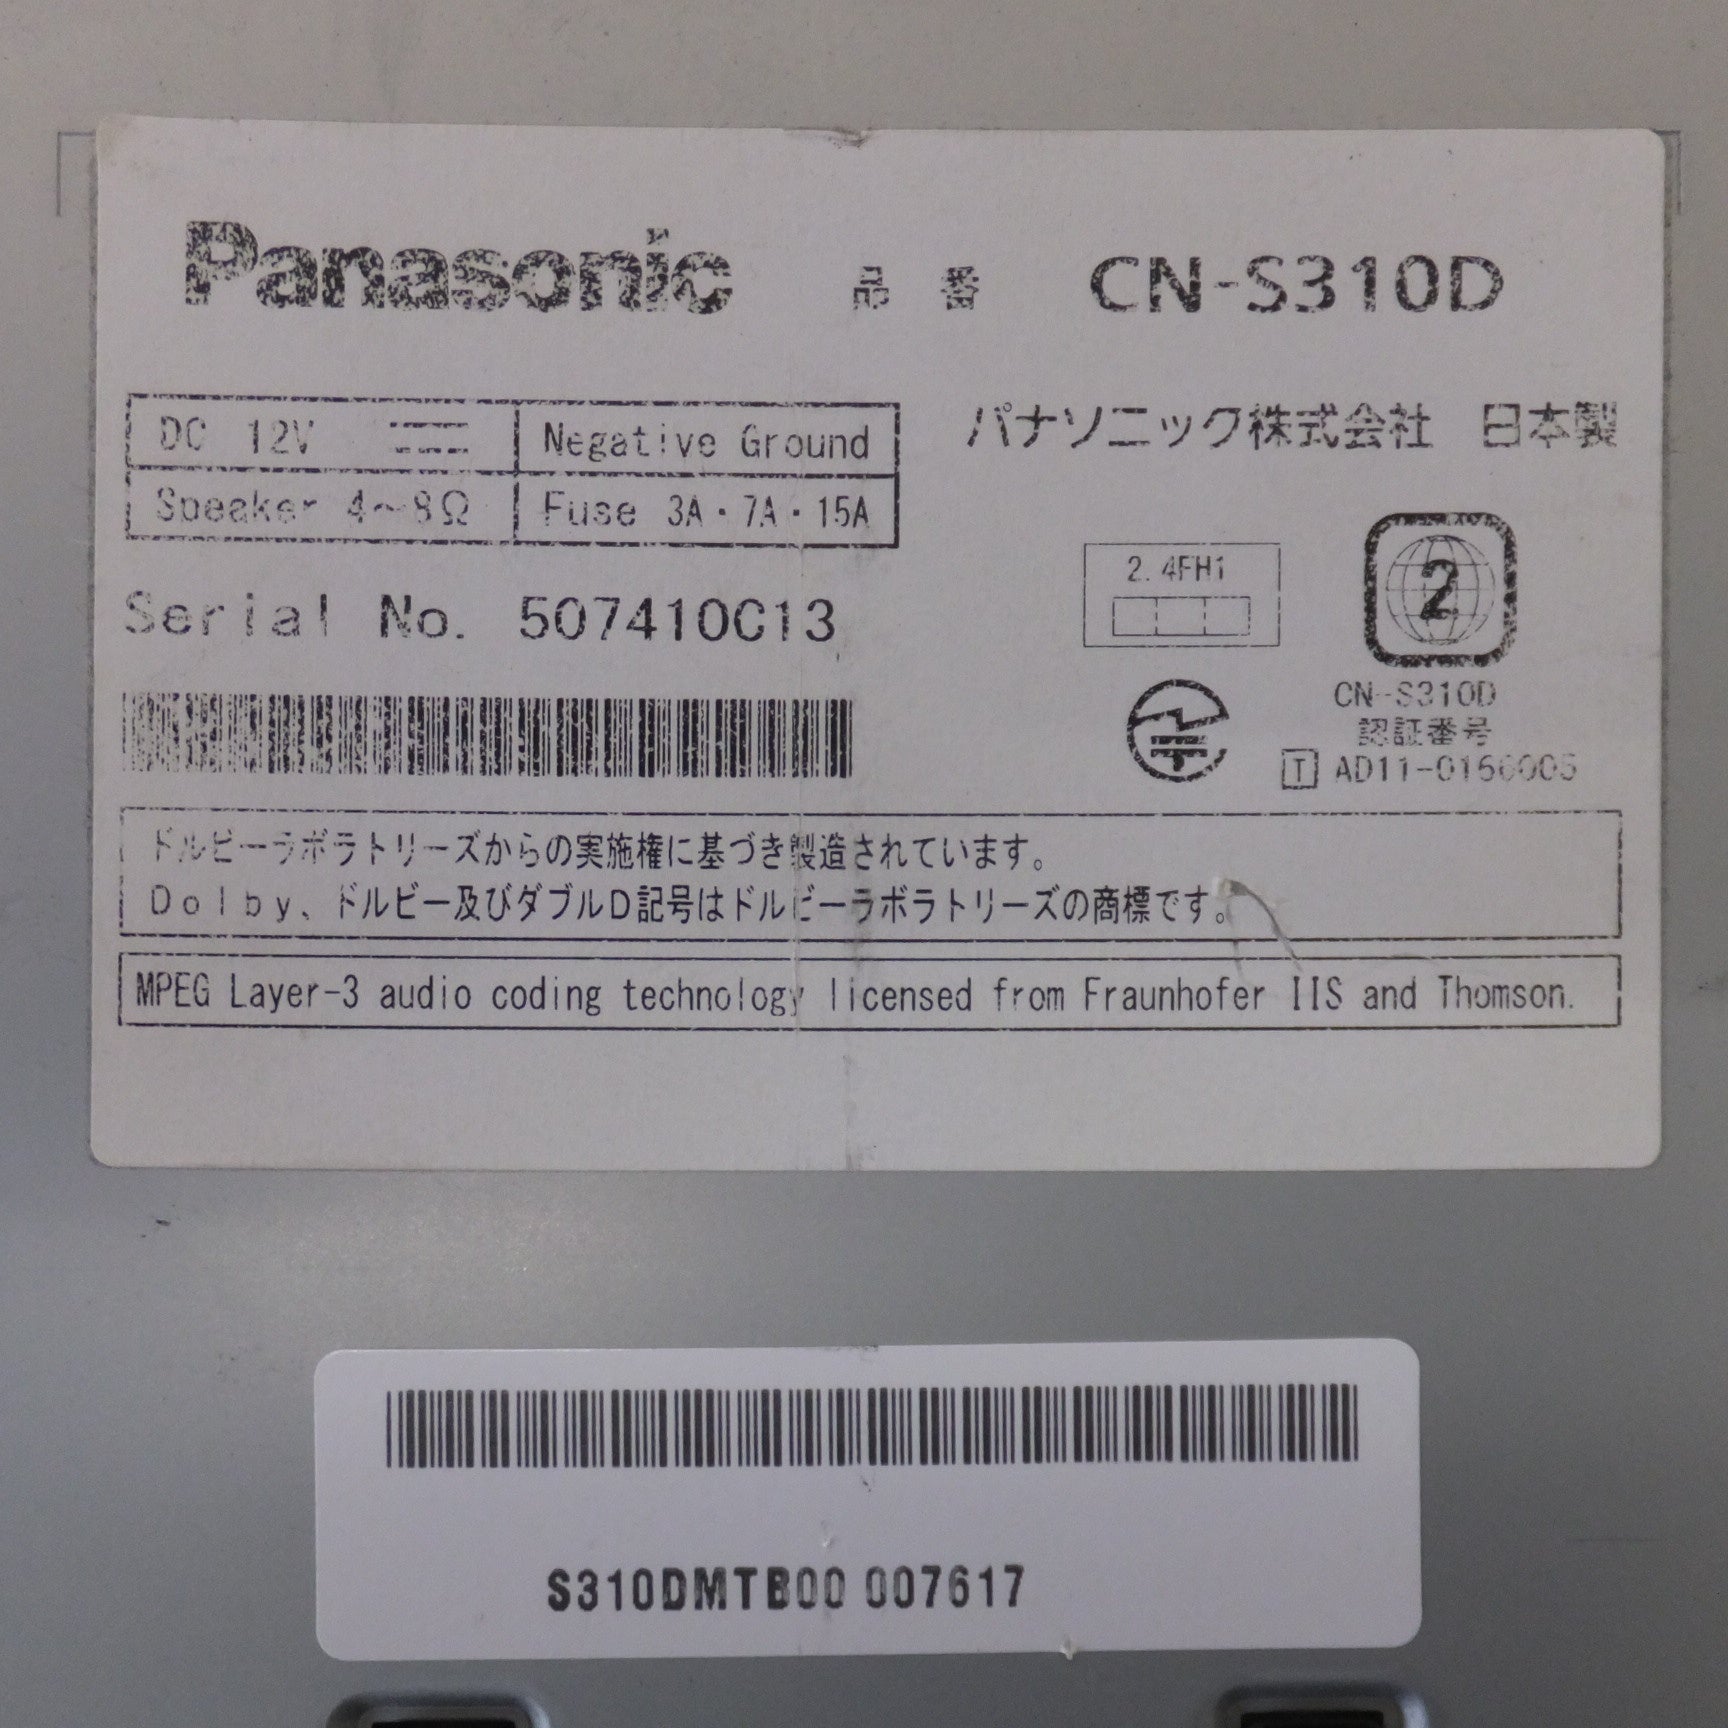 Panasonic 品番 CN-S310D
DC 12V Negative Ground
Speaker 4～8Ω Fuse 3A・7A・15A
パナソニック株式会社 日本製
Serial No. 507410C13
2.4FH1
2
CN-S310D
認証番号
T AD11-0156005
ドルビーラボラトリーズからの実施権に基づき製造されています。
Dolby、ドルビー及びダブルD記号はドルビーラボラトリーズの商標です。
MPEG Layer-3 audio coding technology licensed from Fraunhofer IIS and Thomson.
S310DMTB00 007617